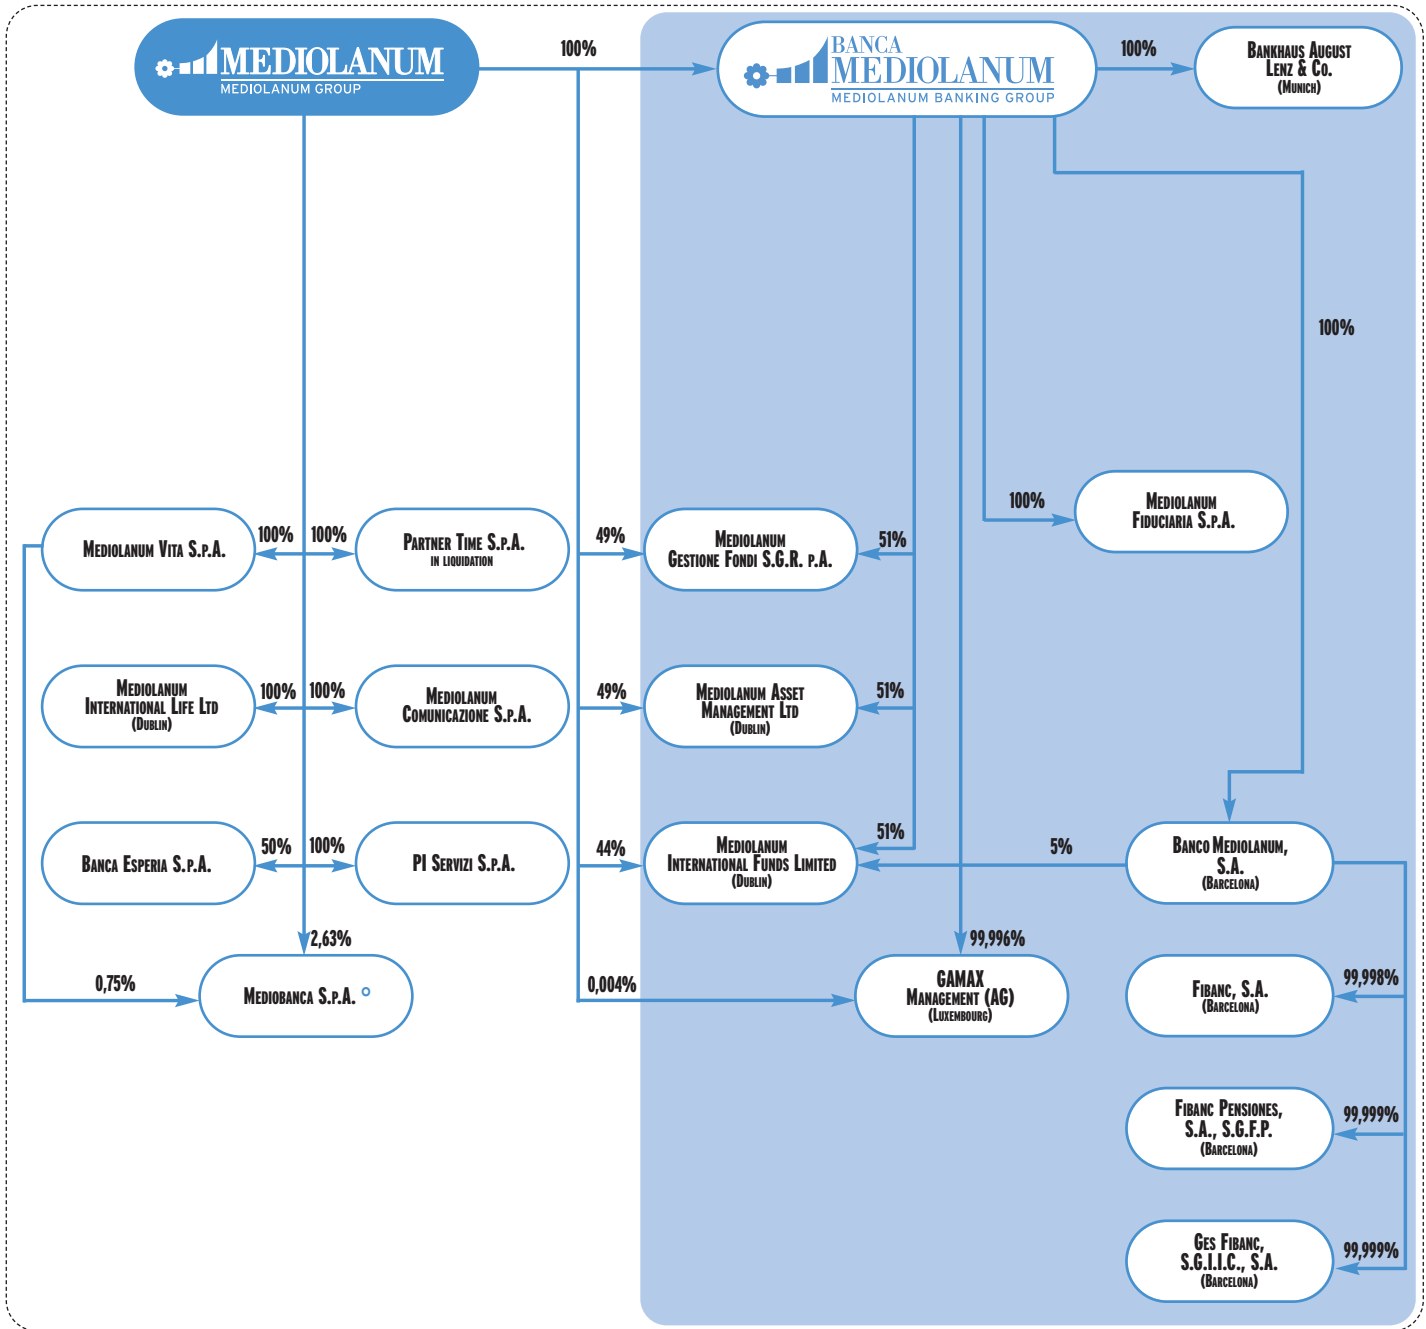 MEDIOLANUM
MEDIOLANUM GROUP
100%
BANCA
MEDIOLANUM
MEDIOLANUM BANKING GROUP
100%
BANKHAUS AUGUST
LENZ & CO.
(MUNICH)
100%
MEDIOLANUM VITA S.P.A.
100%
100%
PARTNER TIME S.P.A.
IN LIQUIDATION
49%
MEDIOLANUM
GESTIONE FONDI S.G.R. P.A.
51%
100%
MEDIOLANUM
FIDUCIARIA S.P.A.
MEDIOLANUM
INTERNATIONAL LIFE LTD
(DUBLIN)
100%
100%
MEDIOLANUM
COMUNICAZIONE S.P.A.
49%
MEDIOLANUM ASSET
MANAGEMENT LTD
(DUBLIN)
51%
BANCA ESPERIA S.P.A.
50%
100%
PI SERVIZI S.P.A.
44%
MEDIOLANUM
INTERNATIONAL FUNDS LIMITED
(DUBLIN)
51%
5%
BANCO MEDIOLANUM,
S.A.
(BARCELONA)
2,63%
0,75%
MEDIOBANCA S.P.A. °
0,004%
99,996%
GAMAX
MANAGEMENT (AG)
(LUXEMBOURG)
FIBANC, S.A.
(BARCELONA)
99,998%
FIBANC PENSIONES,
S.A., S.G.F.P.
(BARCELONA)
99,999%
GES FIBANC,
S.G.I.I.C., S.A.
(BARCELONA)
99,999%